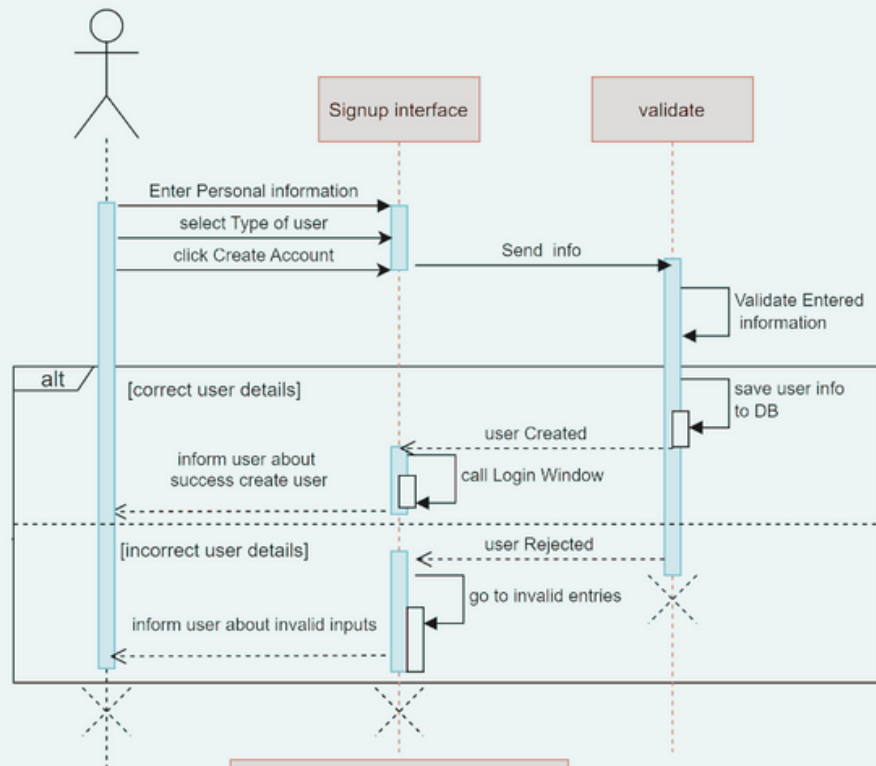 Signup interface
validate
Enter Personal information
select Type of user
click Create Account
Send info
Validate Entered
information
alt
[correct user details]
save user info
to DB
user Created
inform user about
success create user
call Login Window
[incorrect user details]
user Rejected
go to invalid entries
inform user about invalid inputs